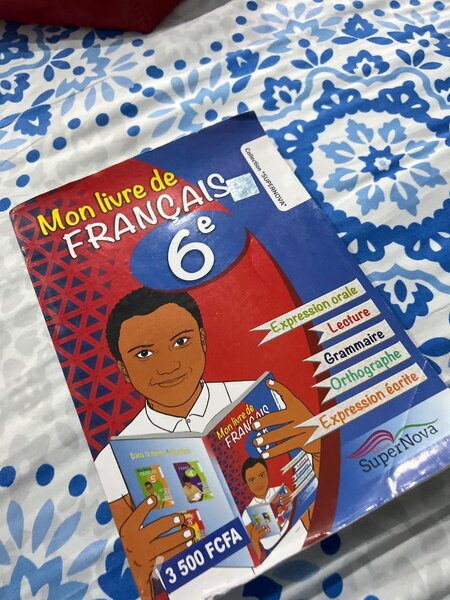 Collection "SUPERNOVA"
Mon livre de
FRANÇAIS
6e
Expression orale
Lecture
Grammaire
Orthographe
Expression écrite
Mon livre de
FRANÇAIS
6e
3 500 FCFA
SuperNova